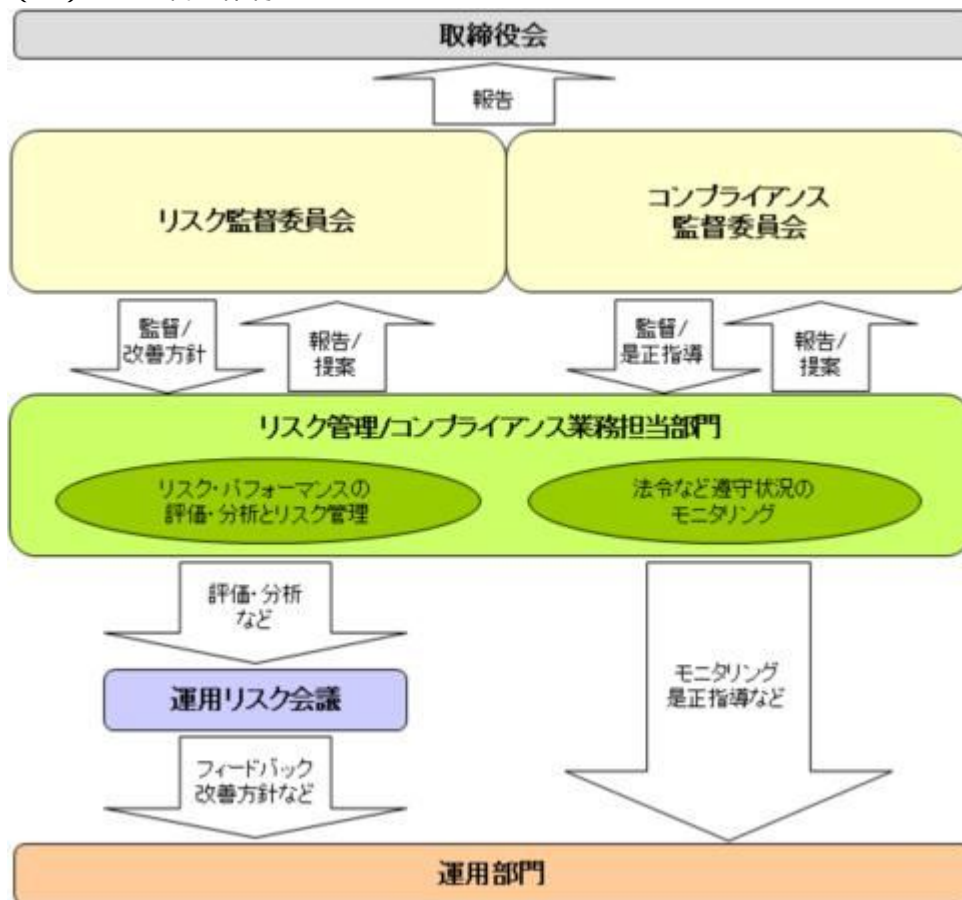 取締役会
報告
リスク監督委員会
コンプライアンス
監督委員会
監督/
改善方針
報告/
提案
監督/
是正指導
報告/
提案
リスク管理/コンプライアンス業務担当部門
リスク・パフォーマンスの
評価・分析とリスク管理
法令など遵守状況の
モニタリング
評価・分析
など
運用リスク会議
モニタリング
是正指導など
フィードバック
改善方針など
運用部門